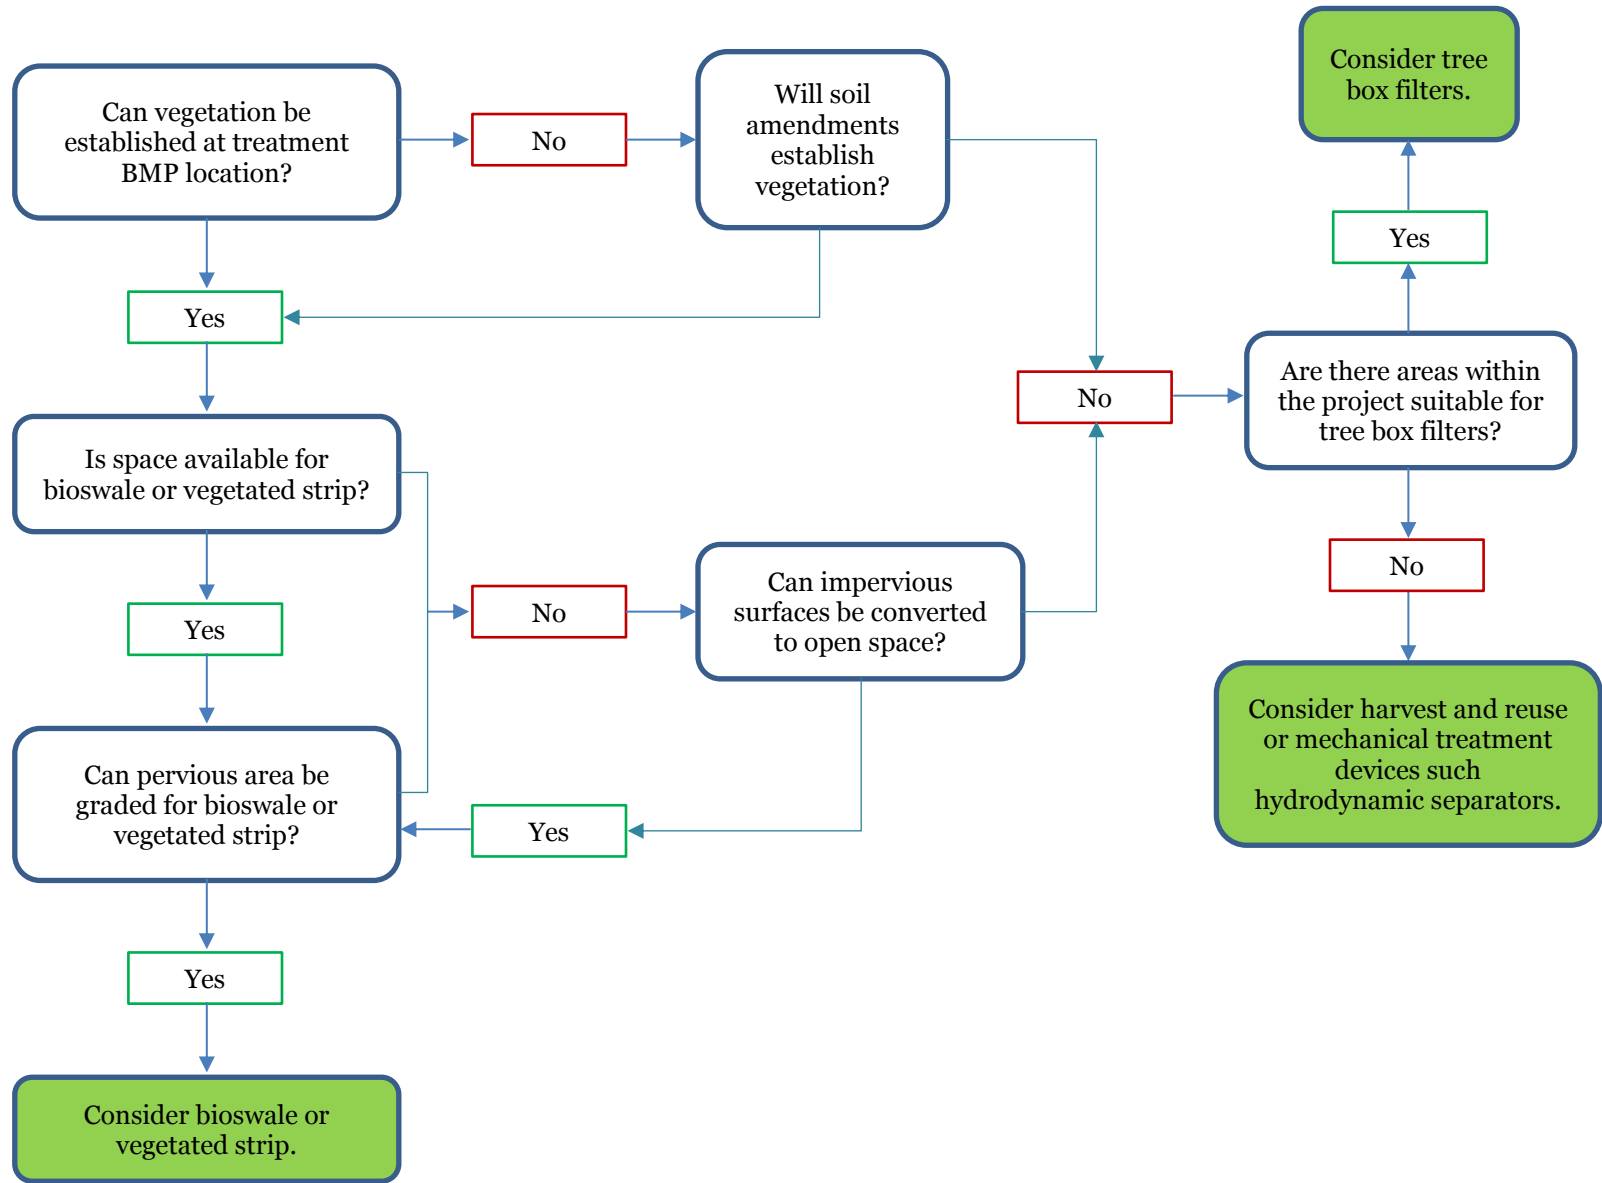 Can vegetation be
established at treatment
BMP location?
No
Will soil
amendments
establish
vegetation?
Consider tree
box filters.
Yes
Yes
Are there areas within
the project suitable for
tree box filters?
No
Is space available for
bioswale or vegetated strip?
No
Yes
No
Can impervious
surfaces be converted
to open space?
Consider harvest and reuse
or mechanical treatment
devices such
hydrodynamic separators.
Can pervious area be
graded for bioswale or
vegetated strip?
Yes
Yes
Consider bioswale or
vegetated strip.